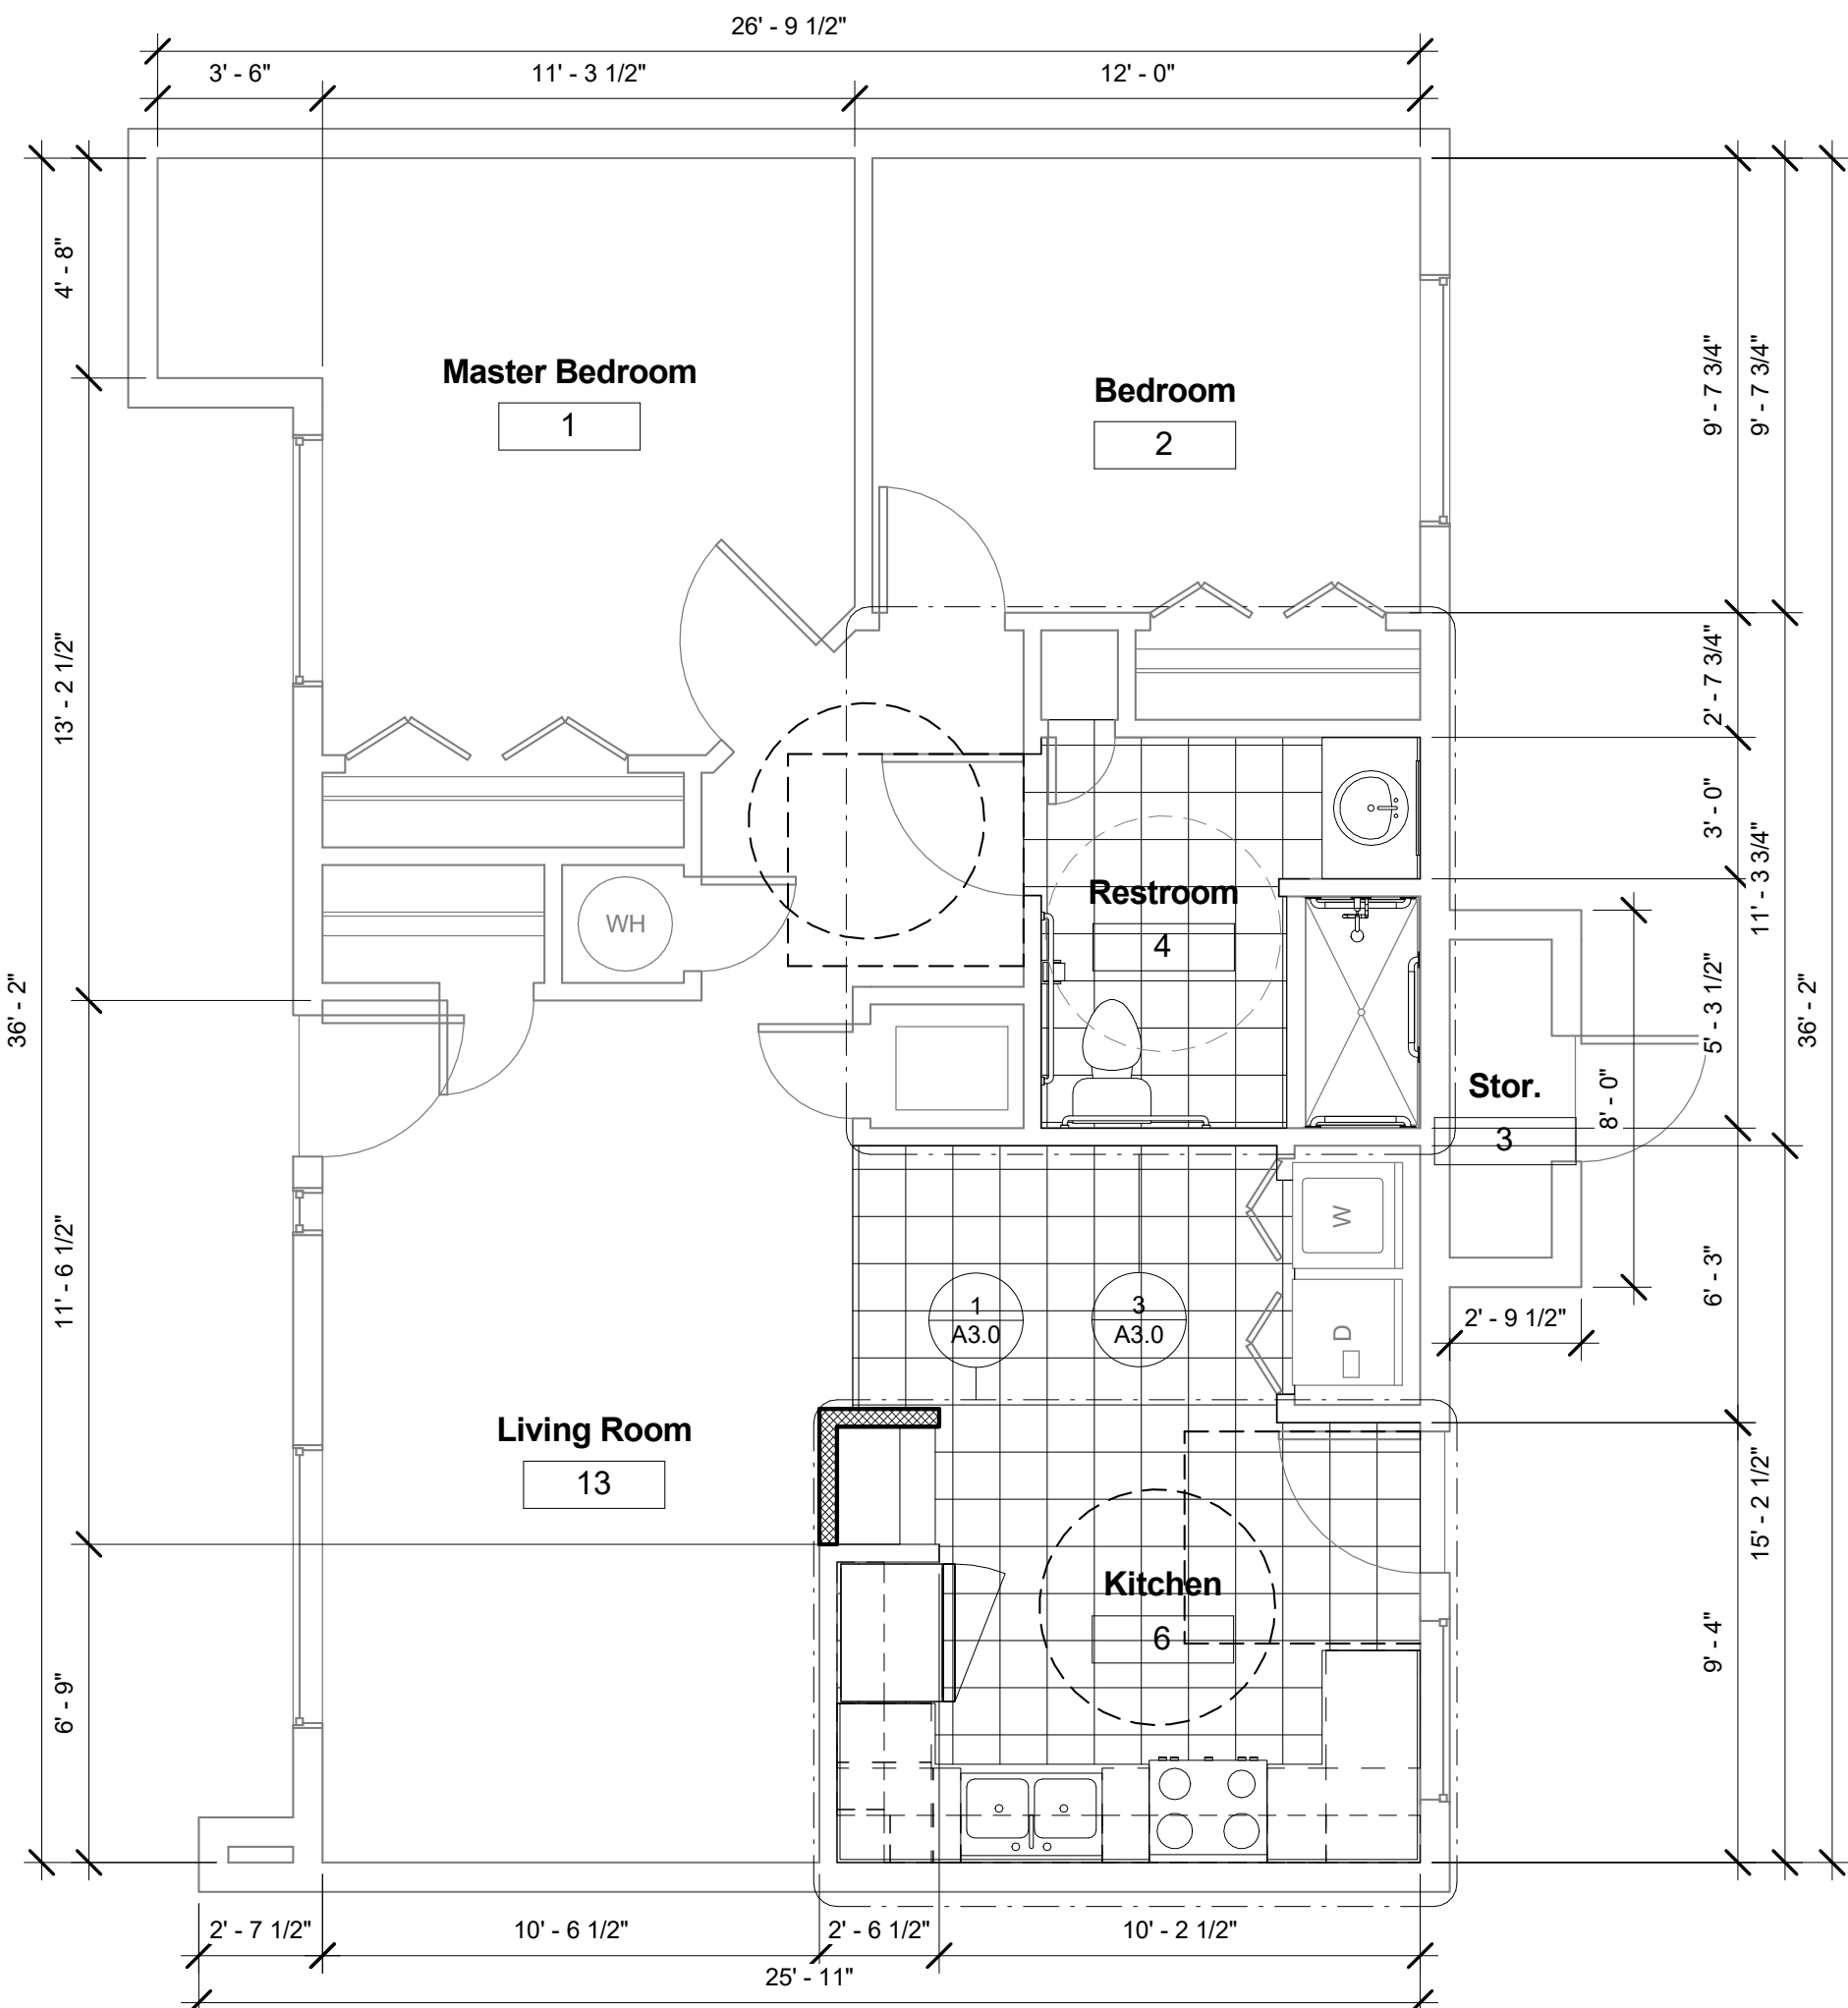 26' - 9 1/2"
3' - 6"
11' - 3 1/2"
12' - 0"
4' - 8"
13' - 2 1/2"
36' - 2"
11' - 6 1/2"
6' - 9"
Master Bedroom
1
Bedroom
2
9' - 7 3/4"
9' - 7 3/4"
2' - 7 3/4"
3' - 0"
11' - 3 3/4"
5' - 3 1/2"
36' - 2"
WH
Restroom
4
Stor.
3
8' - 0"
W
D
6' - 3"
2' - 9 1/2"
1
A3.0
3
A3.0
Living Room
13
Kitchen
6
15' - 2 1/2"
9' - 4"
2' - 7 1/2"
10' - 6 1/2"
2' - 6 1/2"
10' - 2 1/2"
25' - 11"